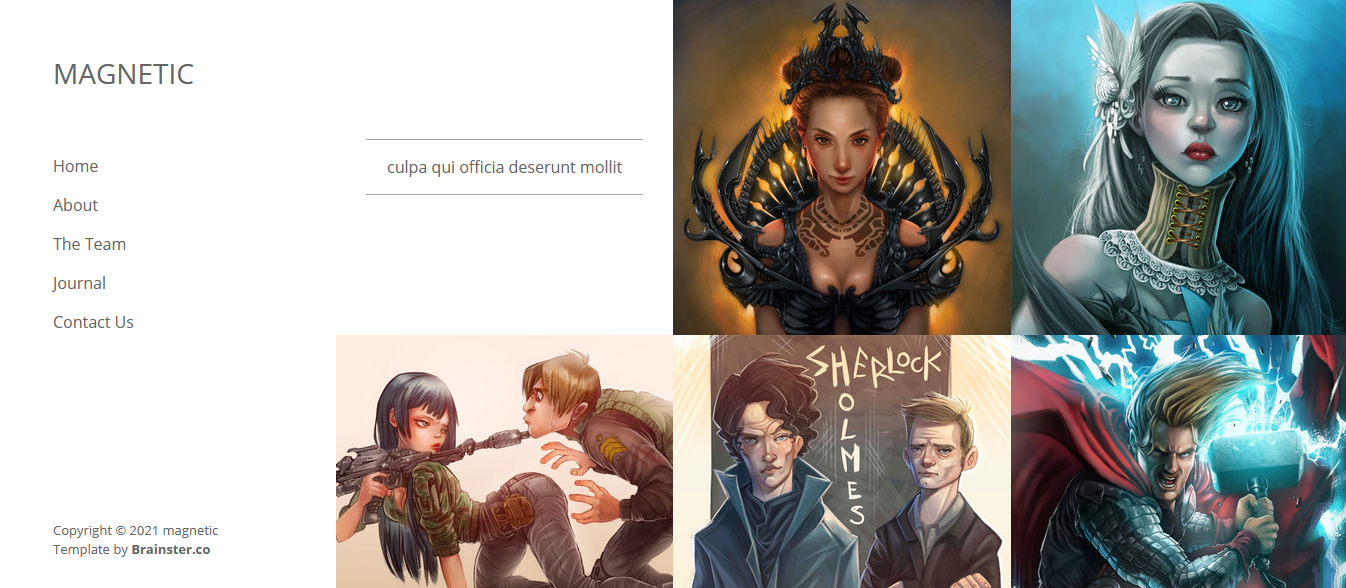 MAGNETIC
Home
About
The Team
Journal
Contact Us
Copyright © 2021 magnetic
Template by Brainster.co
culpa qui officia deserunt mollit
SHERLOCK
HOLMES